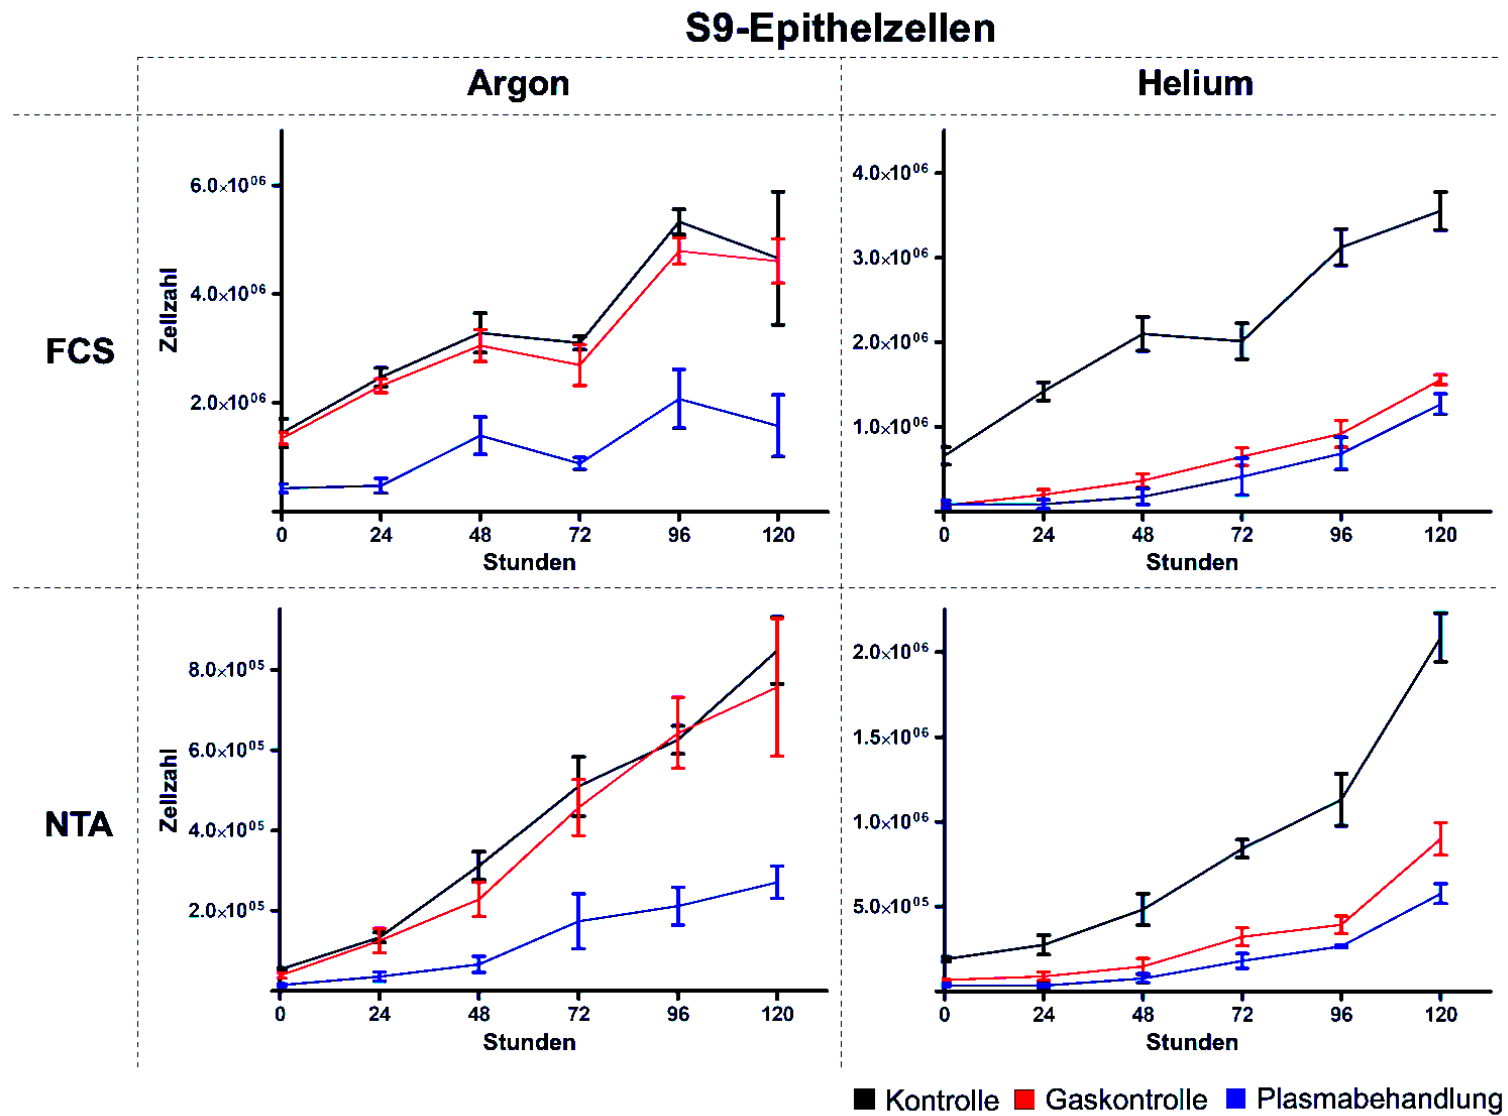 S9-Epithelzellen
Argon Helium
FCS
Zellzahl
6.0×10⁰⁶
4.0×10⁰⁶
2.0×10⁰⁶
0 24 48 72 96 120
Stunden
4.0×10⁰⁶
3.0×10⁰⁶
2.0×10⁰⁶
1.0×10⁰⁶
0 24 48 72 96 120
Stunden
NTA
Zellzahl
8.0×10⁰⁵
6.0×10⁰⁵
4.0×10⁰⁵
2.0×10⁰⁵
0 24 48 72 96 120
Stunden
2.0×10⁰⁶
1.5×10⁰⁶
1.0×10⁰⁶
5.0×10⁰⁵
0 24 48 72 96 120
Stunden
Kontrolle Gaskontrolle Plasmabehandlung